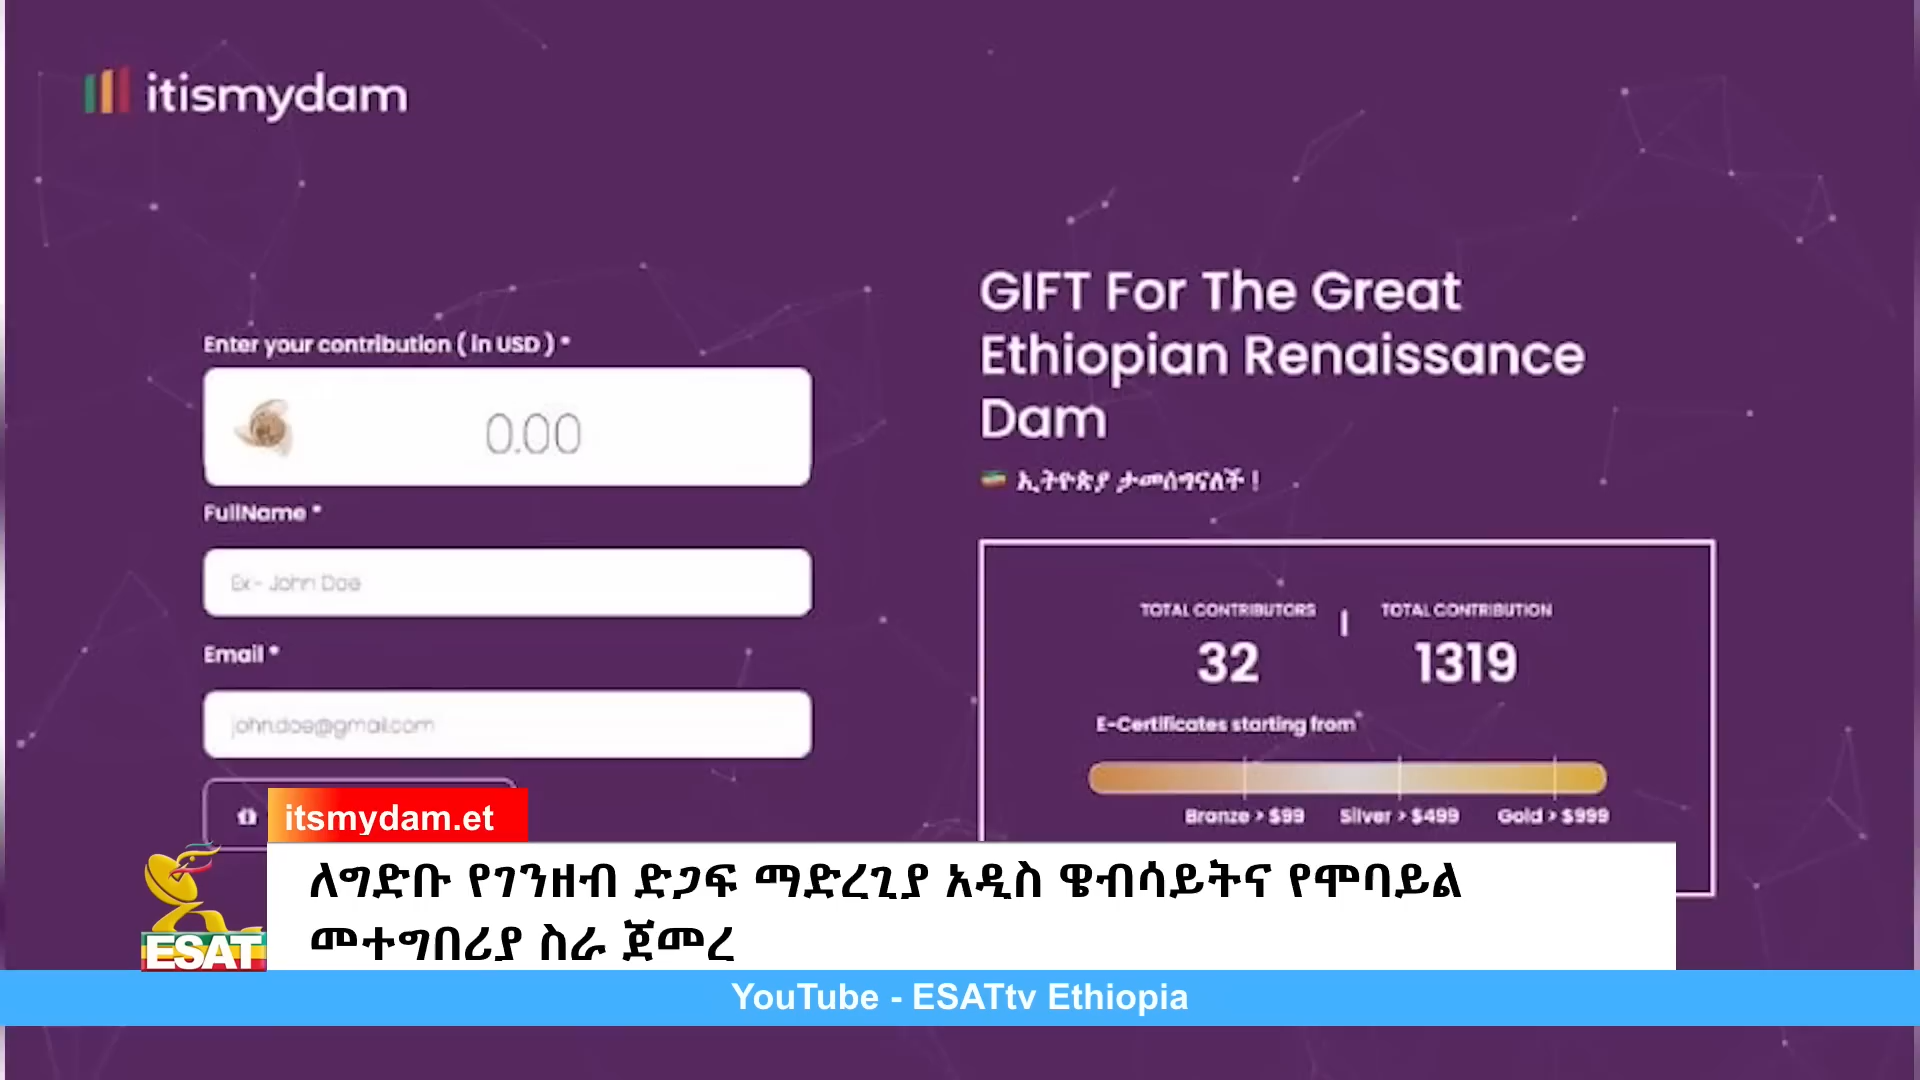 itismydam
Enter your contribution ( in USD ) *
0.00
FullName *
Ex- John Doe
Email *
john.doe@gmail.com
GIFT For The Great
Ethiopian Renaissance
Dam
ኢትዮጵያ ታመሰግናለች !
TOTAL CONTRIBUTORS | TOTAL CONTRIBUTION
32 1319
E-Certificates starting from*
Bronze > $99 Silver > $499 Gold > $999
itsmydam.et
ለግድቡ የገንዘብ ድጋፍ ማድረጊያ አዲስ ዌብሳይትና የሞባይል
መተግበሪያ ስራ ጀመረ
ESAT
YouTube - ESATtv Ethiopia